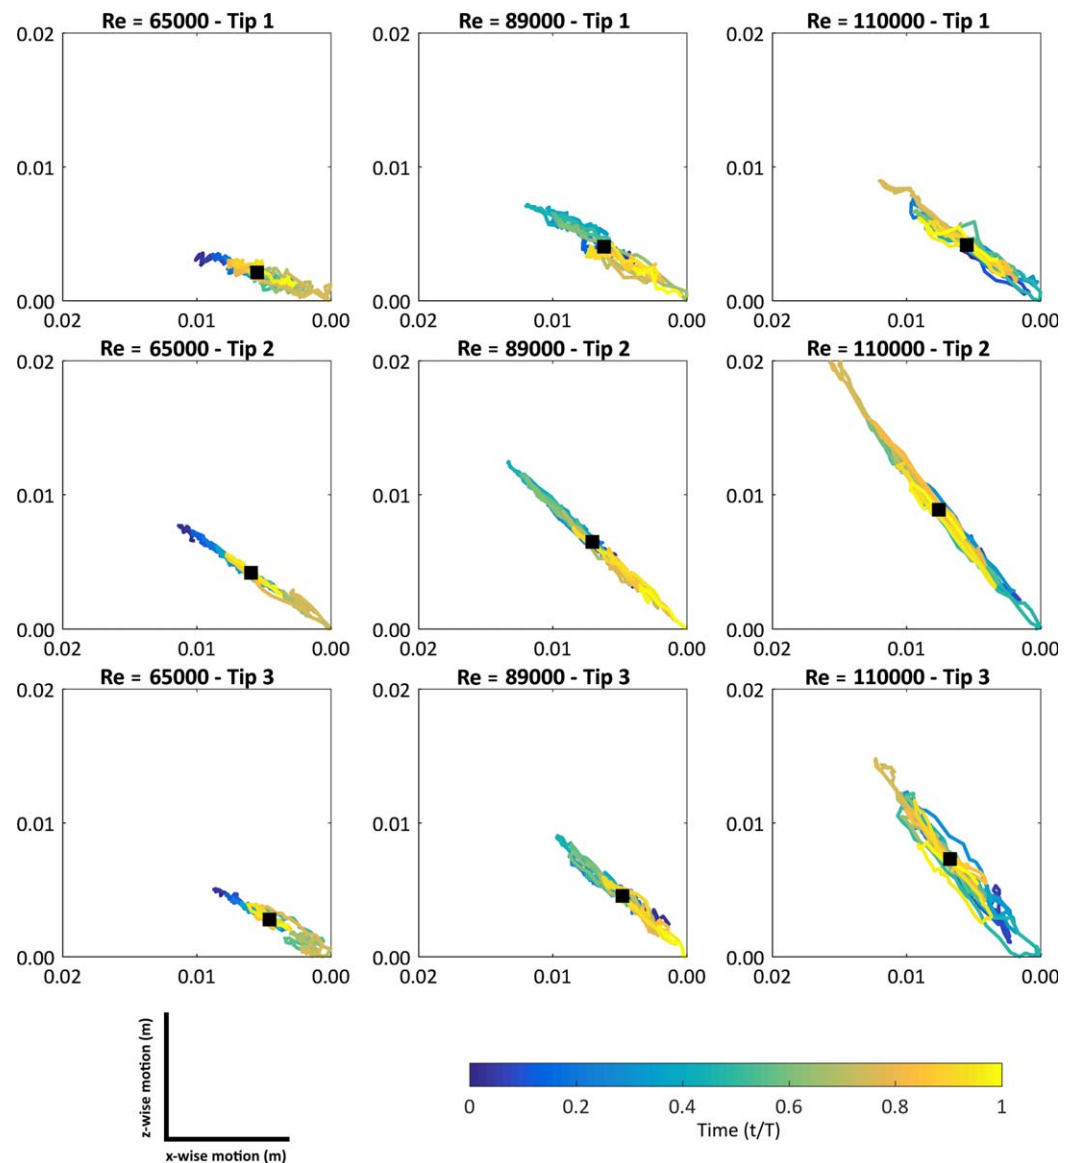 Re = 65000 - Tip 1
Re = 89000 - Tip 1
Re = 110000 - Tip 1
0.02
0.02
0.02
0.01
0.01
0.01
0.00
0.00
0.00
0.02 0.01 0.00
0.02 0.01 0.00
0.02 0.01 0.00
Re = 65000 - Tip 2
Re = 89000 - Tip 2
Re = 110000 - Tip 2
0.02
0.02
0.02
0.01
0.01
0.01
0.00
0.00
0.00
0.02 0.01 0.00
0.02 0.01 0.00
0.02 0.01 0.00
Re = 65000 - Tip 3
Re = 89000 - Tip 3
Re = 110000 - Tip 3
0.02
0.02
0.02
0.01
0.01
0.01
0.00
0.00
0.00
0.02 0.01 0.00
0.02 0.01 0.00
0.02 0.01 0.00
z-wise motion (m)
x-wise motion (m)
0 0.2 0.4 0.6 0.8 1
Time (t/T)